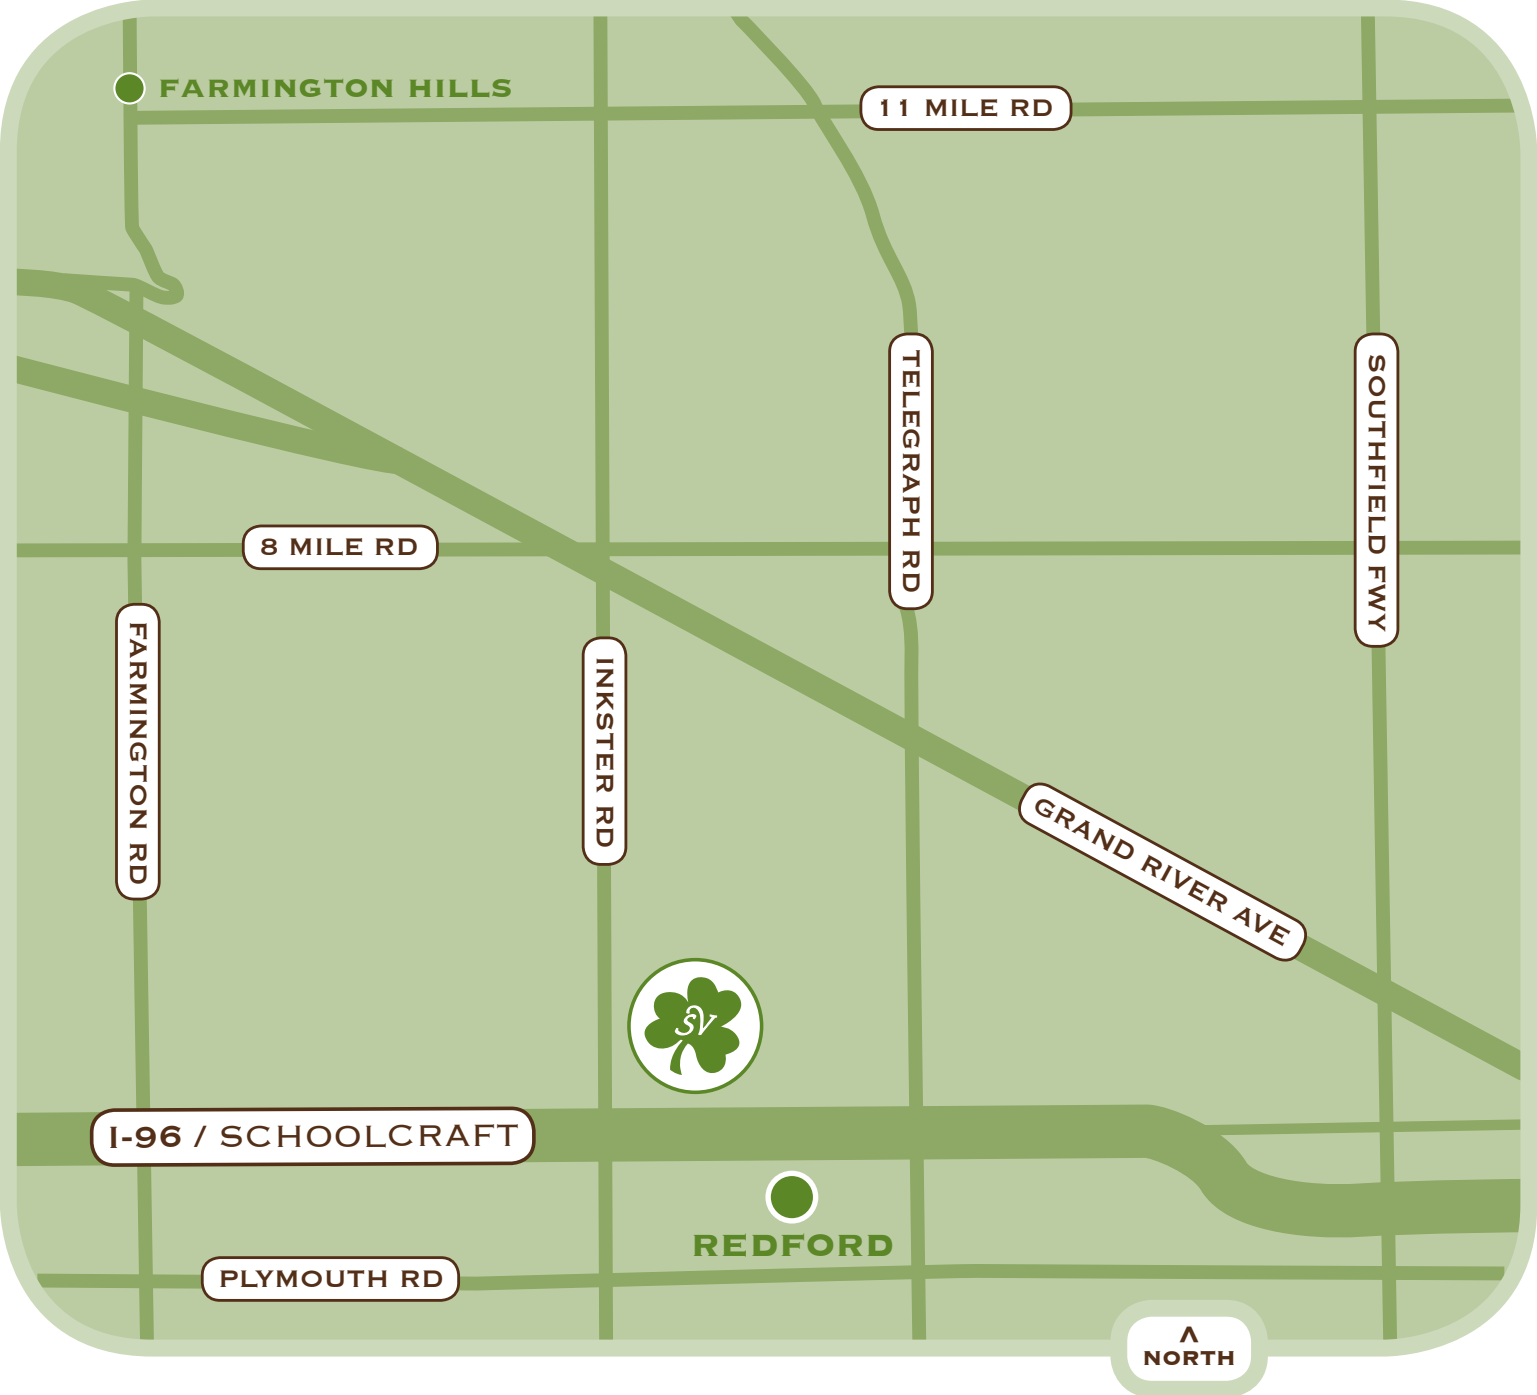 FARMINGTON HILLS
11 MILE RD
TELEGRAPH RD
SOUTHFIELD FWY
8 MILE RD
FARMINGTON RD
INKSTER RD
GRAND RIVER AVE
SV
I-96 / SCHOOLCRAFT
REDFORD
PLYMOUTH RD
NORTH